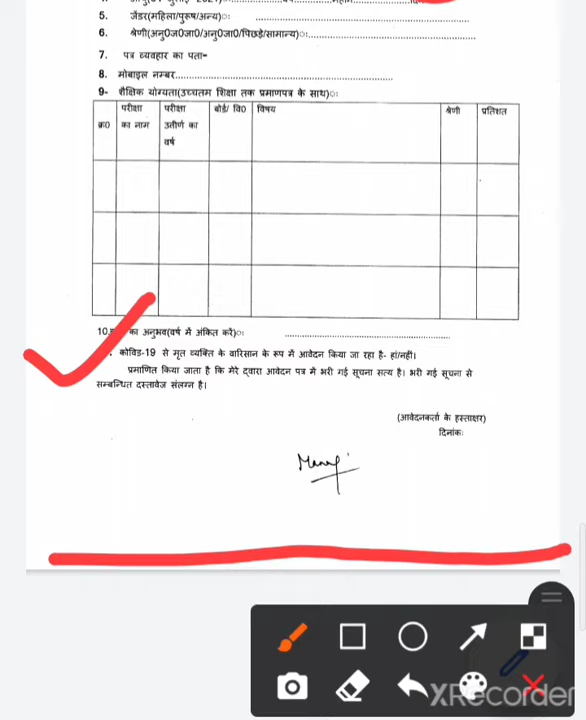 5. जेंडर(महिला/पुरूष/अन्य)ः ........................
6. श्रेणी(अनु0ज0जा0/अनु0जा0/पिछड़े/सामान्य)ः........................
7. पत्र व्यवहार का पता-
8. मोबाइल नम्बर........................
9- शैक्षिक योग्यता(उच्चतम शिक्षा तक प्रमाणपत्र के साथ)ः
क्र0 परीक्षा का नाम परीक्षा उतीर्ण का वर्ष बोर्ड/ वि0 विषय श्रेणी प्रतिशत
10. का अनुभव(वर्ष में अंकित करें)ः ........................
कोविड-19 से मृत व्यक्ति के वारिसान के रूप में आवेदन किया जा रहा है- हां/नहीं।
प्रमाणित किया जाता है कि मेरे द्वारा आवेदन पत्र में भरी गई सूचना सत्य है। भरी गई सूचना से
सम्बन्धित दस्तावेज संलग्न है।
(आवेदनकर्ता के हस्ताक्षर)
दिनांकः
XRecorder